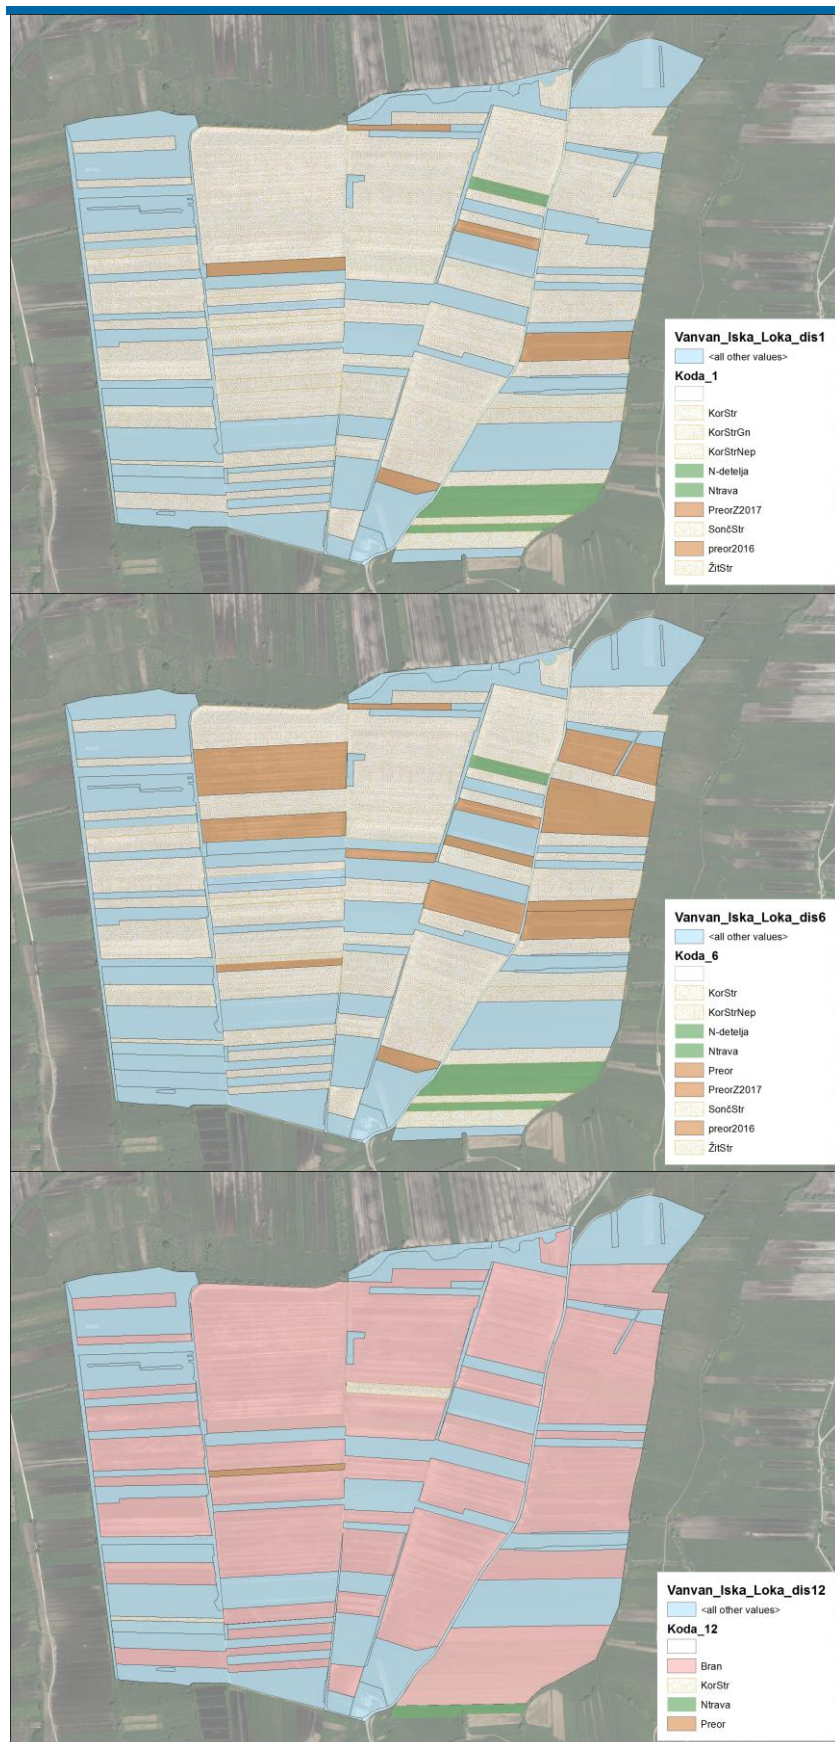 Vanvan_Iska_Loka_dis1
<all other values>
Koda_1
KorStr
KorStrGn
KorStrNep
N-detelja
Ntrava
PreorZ2017
SončStr
preor2016
ŽitStr
Vanvan_Iska_Loka_dis6
<all other values>
Koda_6
KorStr
KorStrNep
N-detelja
Ntrava
Preor
PreorZ2017
SončStr
preor2016
ŽitStr
Vanvan_Iska_Loka_dis12
<all other values>
Koda_12
Bran
KorStr
Ntrava
Preor